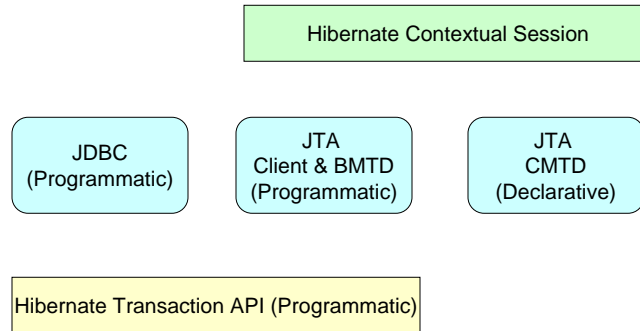 Hibernate Contextual Session
JDBC
(Programmatic)
JTA
Client & BMTD
(Programmatic)
JTA
CMTD
(Declarative)
Hibernate Transaction API (Programmatic)